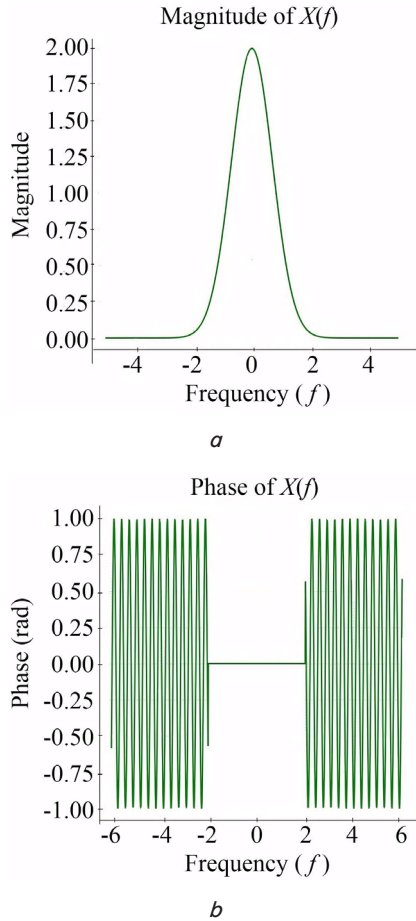 Magnitude of X(f)
2.00
1.75
1.50
1.25
1.00
0.75
0.50
0.25
0.00
Magnitude
-4 -2 0 2 4
Frequency (f)
a
Phase of X(f)
1.00
0.75
0.50
0.25
0.00
-0.25
-0.50
-0.75
-1.00
Phase (rad)
-6 -4 -2 0 2 4 6
Frequency (f)
b